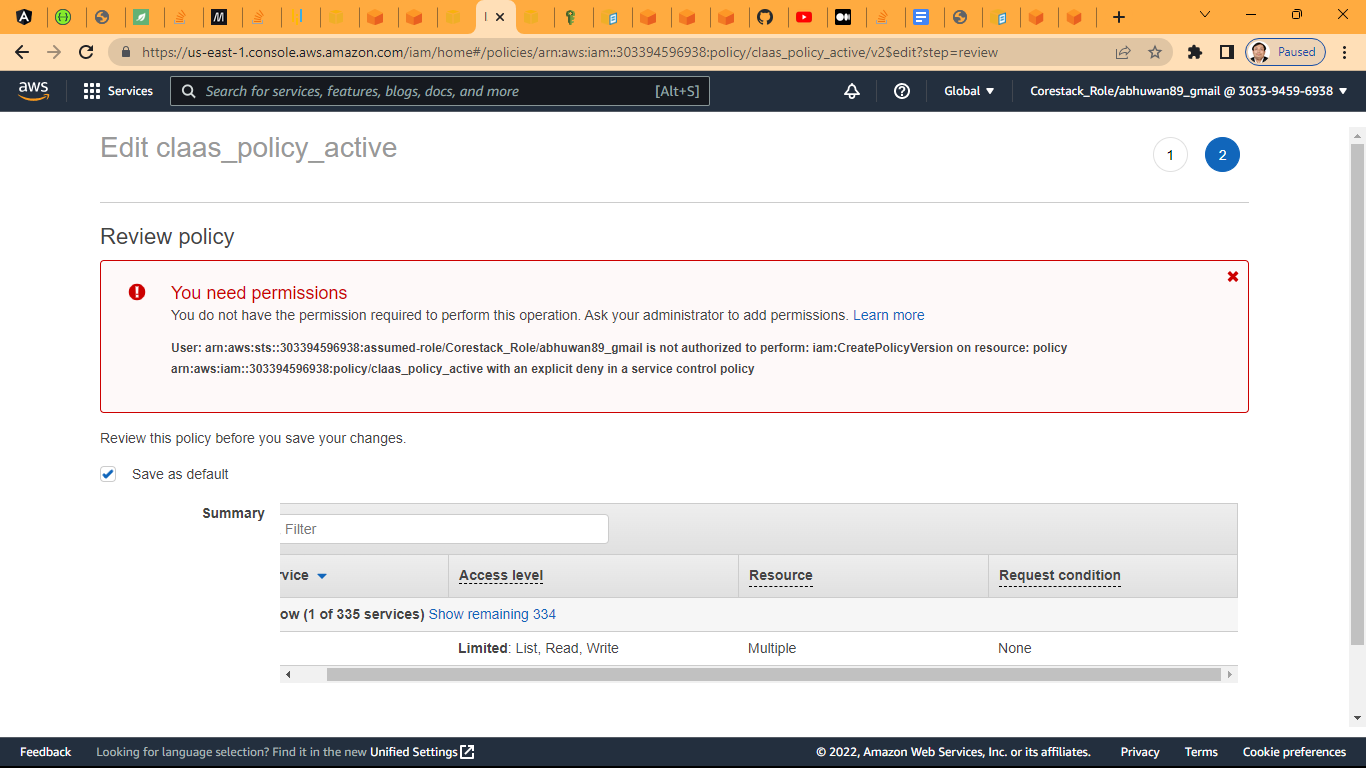 https://us-east-1.console.aws.amazon.com/iam/home#/policies/arn:aws:iam::303394596938:policy/claas_policy_active/v2$edit?step=review
Paused
aws
Services
Search for services, features, blogs, docs, and more
[Alt+S]
Global
Corestack_Role/abhuwan89_gmail @ 3033-9459-6938
Edit claas_policy_active
1
2
Review policy
You need permissions
You do not have the permission required to perform this operation. Ask your administrator to add permissions. Learn more
User: arn:aws:sts::303394596938:assumed-role/Corestack_Role/abhuwan89_gmail is not authorized to perform: iam:CreatePolicyVersion on resource: policy
arn:aws:iam::303394596938:policy/claas_policy_active with an explicit deny in a service control policy
Review this policy before you save your changes.
Save as default
Summary
Filter
rvice
Access level
Resource
Request condition
ow (1 of 335 services) Show remaining 334
Limited: List, Read, Write
Multiple
None
Feedback
Looking for language selection? Find it in the new Unified Settings
© 2022, Amazon Web Services, Inc. or its affiliates.
Privacy
Terms
Cookie preferences